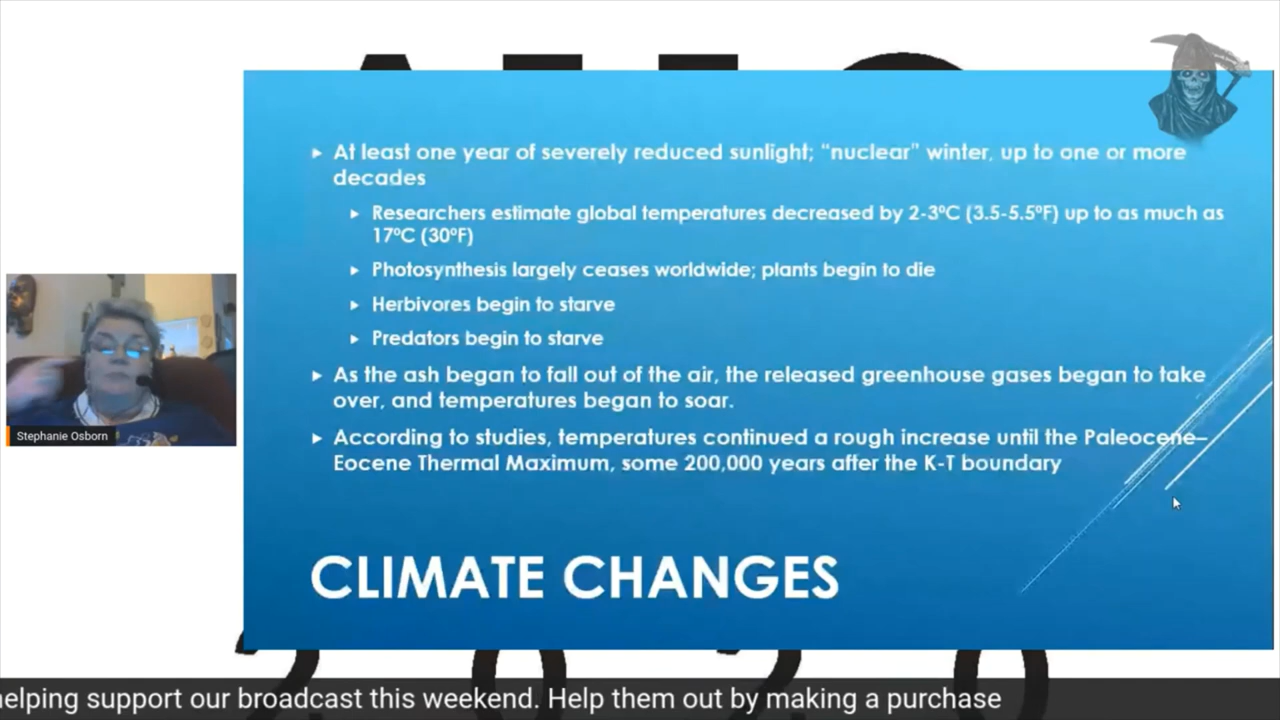 At least one year of severely reduced sunlight; “nuclear” winter, up to one or more
decades
Researchers estimate global temperatures decreased by 2-3ºC (3.5-5.5ºF) up to as much as
17ºC (30ºF)
Photosynthesis largely ceases worldwide; plants begin to die
Herbivores begin to starve
Predators begin to starve
As the ash began to fall out of the air, the released greenhouse gases began to take
over, and temperatures began to soar.
According to studies, temperatures continued a rough increase until the Paleocene–
Eocene Thermal Maximum, some 200,000 years after the K-T boundary
CLIMATE CHANGES
Stephanie Osborn
2020
helping support our broadcast this weekend. Help them out by making a purchase